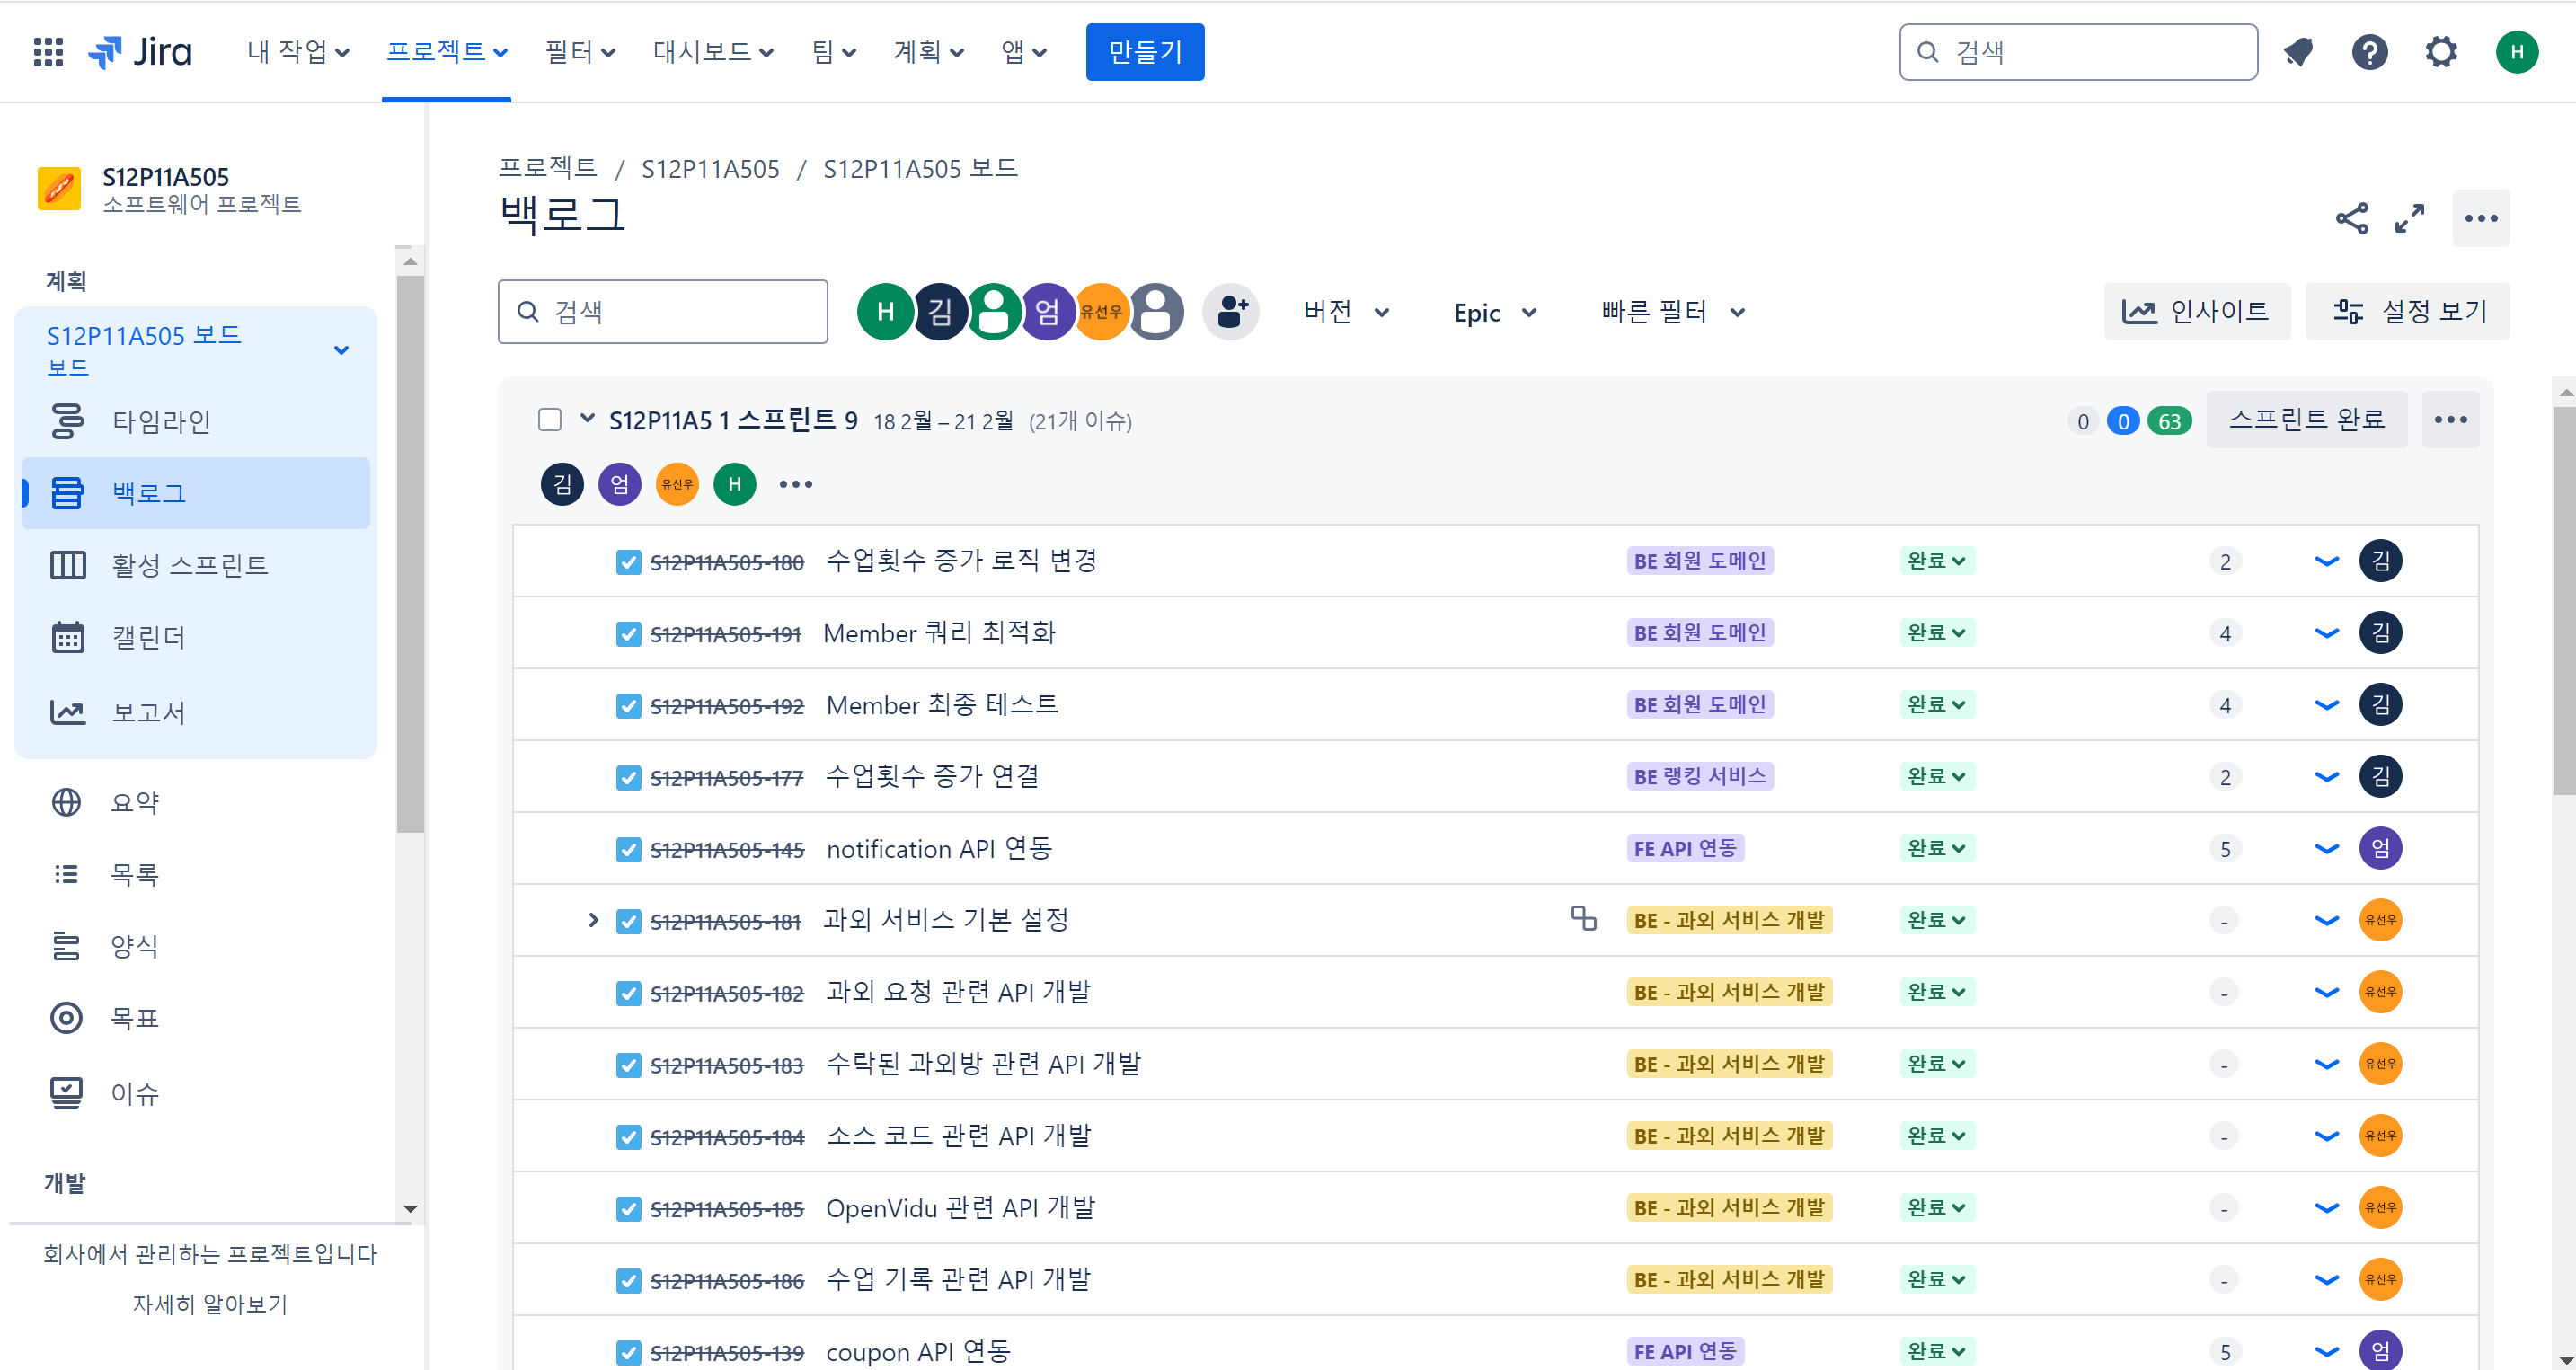 Jira 내 작업 프로젝트 필터 대시보드 팀 계획 앱 만들기 검색 H
S12P11A505
소프트웨어 프로젝트
계획
S12P11A505 보드
보드
타임라인
백로그
활성 스프린트
캘린더
보고서
요약
목록
양식
목표
이슈
개발
회사에서 관리하는 프로젝트입니다
자세히 알아보기
프로젝트 / S12P11A505 / S12P11A505 보드
백로그
검색 H 김 엄 유선우 버전 Epic 빠른 필터 인사이트 설정 보기
S12P11A5 1 스프린트 9 18 2월 – 21 2월 (21개 이슈) 0 0 63 스프린트 완료
김 엄 유선우 H
S12P11A505-180 수업횟수 증가 로직 변경 BE 회원 도메인 완료 2 김
S12P11A505-191 Member 쿼리 최적화 BE 회원 도메인 완료 4 김
S12P11A505-192 Member 최종 테스트 BE 회원 도메인 완료 4 김
S12P11A505-177 수업횟수 증가 연결 BE 랭킹 서비스 완료 2 김
S12P11A505-145 notification API 연동 FE API 연동 완료 5 엄
S12P11A505-181 과외 서비스 기본 설정 BE - 과외 서비스 개발 완료 - 유선우
S12P11A505-182 과외 요청 관련 API 개발 BE - 과외 서비스 개발 완료 - 유선우
S12P11A505-183 수락된 과외방 관련 API 개발 BE - 과외 서비스 개발 완료 - 유선우
S12P11A505-184 소스 코드 관련 API 개발 BE - 과외 서비스 개발 완료 - 유선우
S12P11A505-185 OpenVidu 관련 API 개발 BE - 과외 서비스 개발 완료 - 유선우
S12P11A505-186 수업 기록 관련 API 개발 BE - 과외 서비스 개발 완료 - 유선우
S12P11A505-139 coupon API 연동 FE API 연동 완료 5 엄